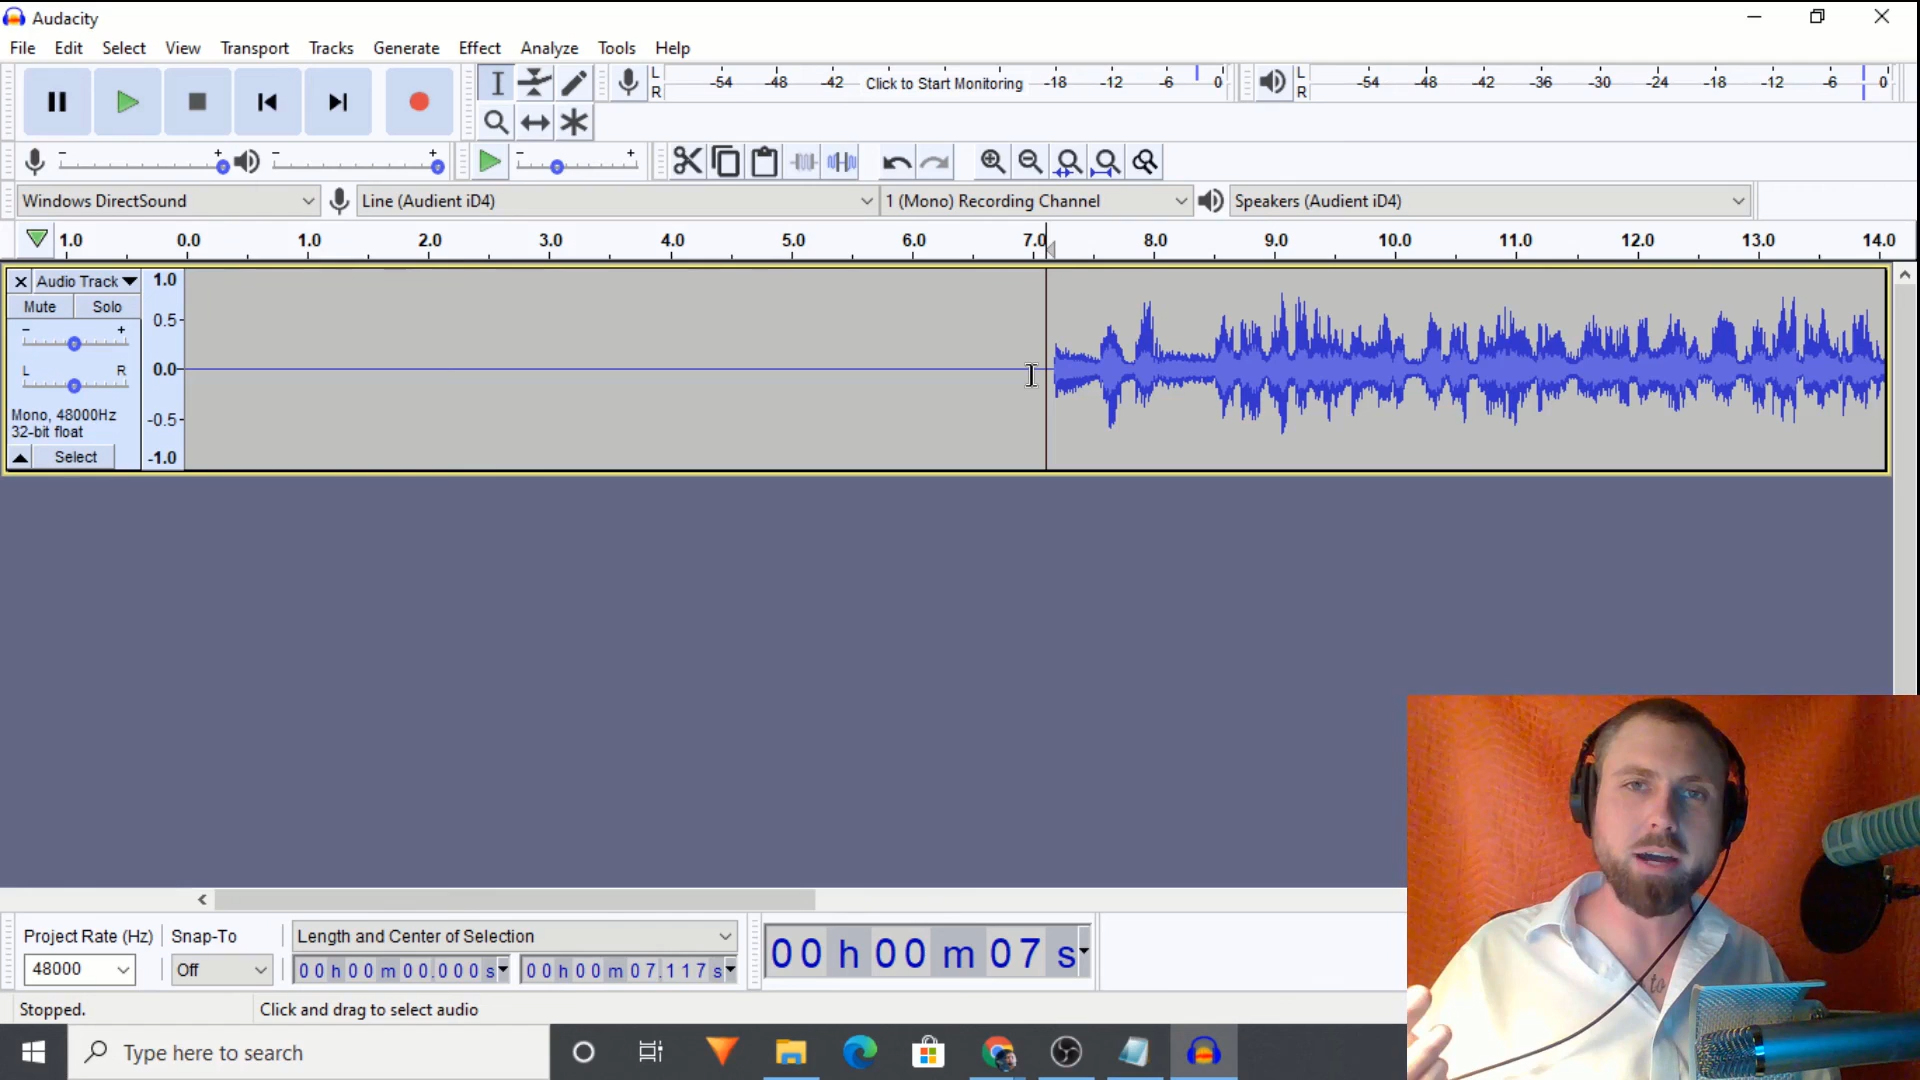 Audacity
File Edit Select View Transport Tracks Generate Effect Analyze Tools Help
L
R
-54 -48 -42 Click to Start Monitoring -18 -12 -6 0
L
R
-54 -48 -42 -36 -30 -24 -18 -12 -6 0
- + - + - +
Windows DirectSound Line (Audient iD4) 1 (Mono) Recording Channel Speakers (Audient iD4)
1.0 0.0 1.0 2.0 3.0 4.0 5.0 6.0 7.0 8.0 9.0 10.0 11.0 12.0 13.0 14.0
Audio Track
Mute Solo
- +
L R
Mono, 48000Hz
32-bit float
Select
1.0
0.5-
0.0-
-0.5-
-1.0
Project Rate (Hz) Snap-To Length and Center of Selection
48000 Off 00 h 00 m 00.000 s 00 h 00 m 07.117 s
00 h 00 m 07 s
Stopped. Click and drag to select audio
Type here to search
to